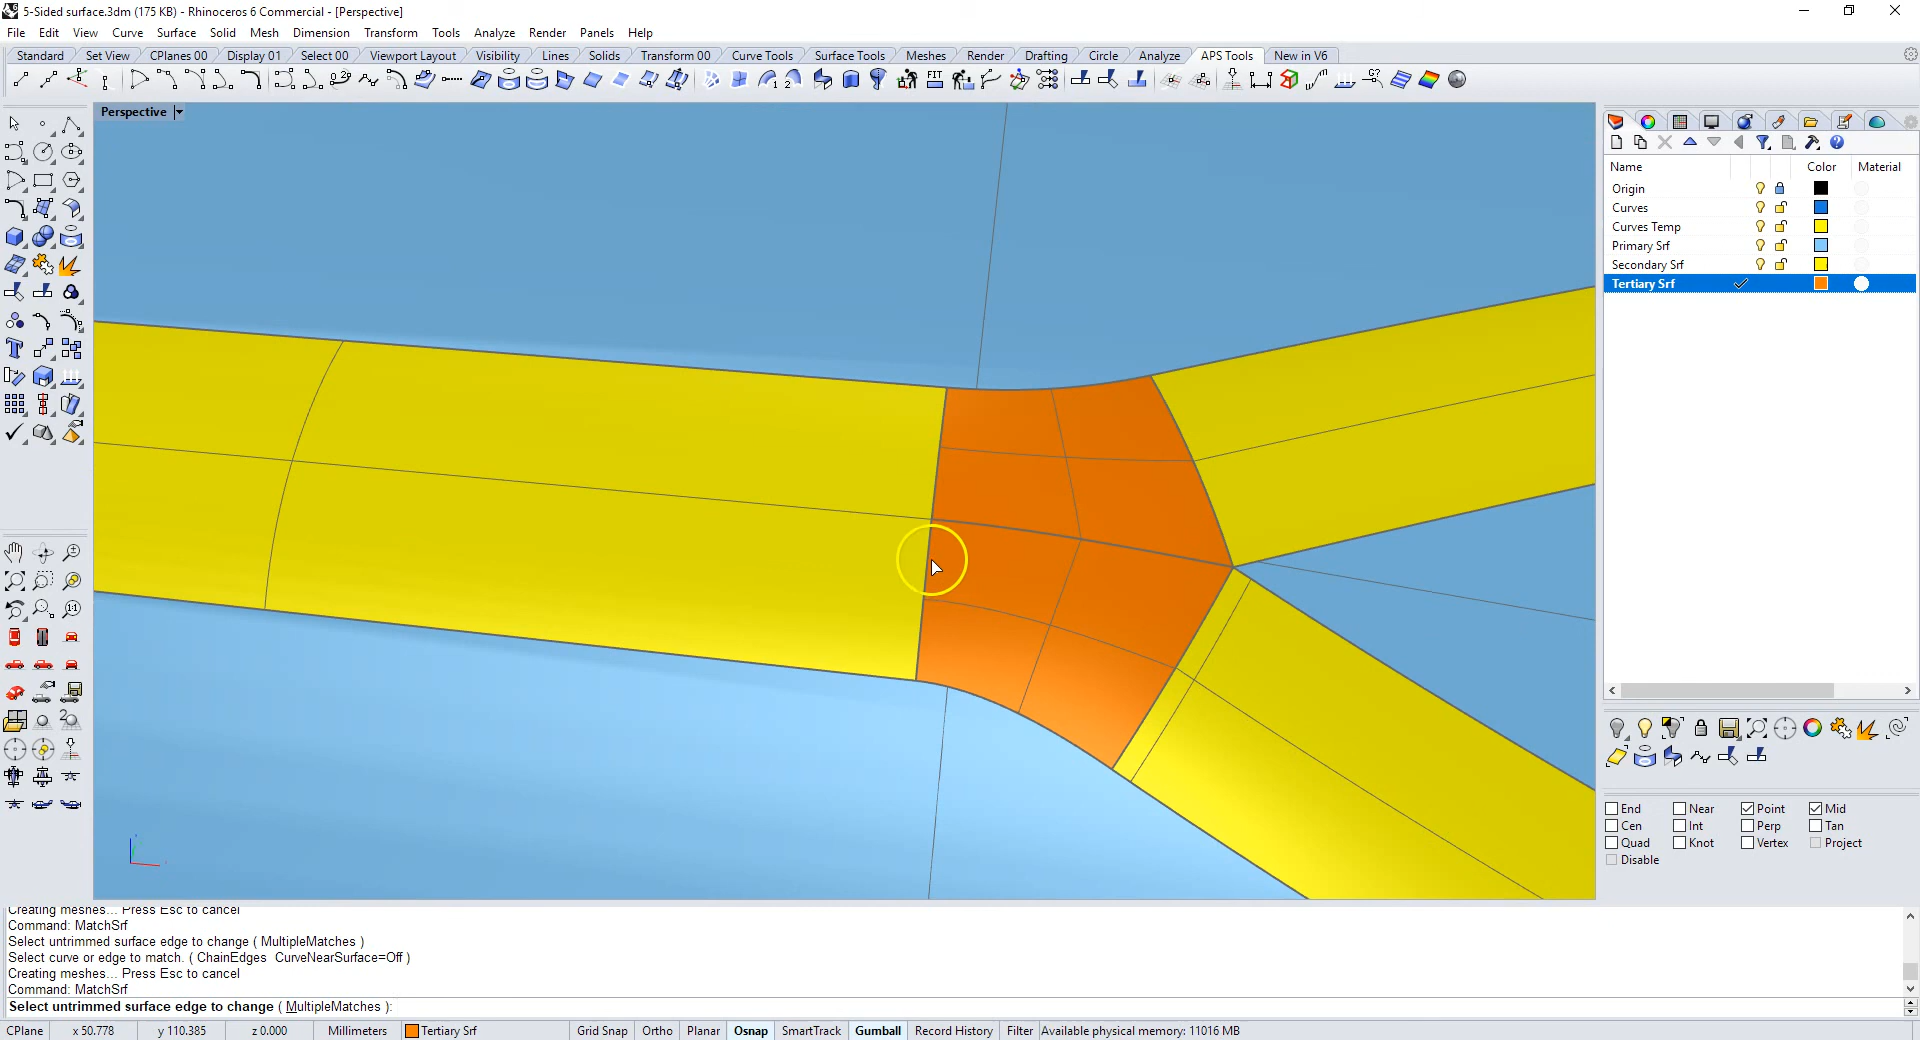 5-Sided surface.3dm (175 KB) - Rhinoceros 6 Commercial - [Perspective]
File Edit View Curve Surface Solid Mesh Dimension Transform Tools Analyze Render Panels Help
Standard Set View CPlanes 00 Display 01 Select 00 Viewport Layout Visibility Lines Solids Transform 00 Curve Tools Surface Tools Meshes Render Drafting Circle Analyze APS Tools New in V6
FIT
G?
Perspective
Name Color Material
Origin
Curves
Curves Temp
Primary Srf
Secondary Srf
Tertiary Srf
1:1
End Near Point Mid
Cen Int Perp Tan
Quad Knot Vertex Project
Disable
Creating meshes... Press Esc to cancel
Command: MatchSrf
Select untrimmed surface edge to change ( MultipleMatches )
Select curve or edge to match. ( ChainEdges CurveNearSurface=Off )
Creating meshes... Press Esc to cancel
Command: MatchSrf
Select untrimmed surface edge to change ( MultipleMatches ):
CPlane x 50.778 y 110.385 z 0.000 Millimeters Tertiary Srf Grid Snap Ortho Planar Osnap SmartTrack Gumball Record History Filter Available physical memory: 11016 MB